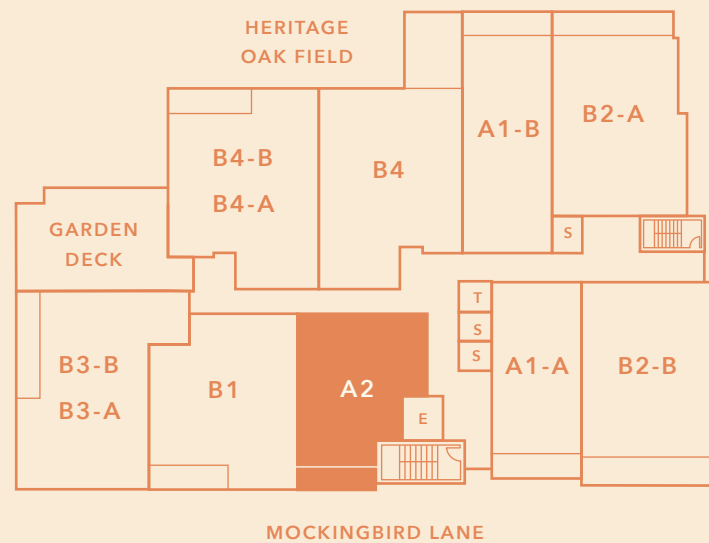 HERITAGE
OAK FIELD
A1-B
B2-A
B4-B
B4-A
B4
GARDEN
DECK
S
T
S
S
B3-B
B3-A
B1
A2
E
A1-A
B2-B
MOCKINGBIRD LANE